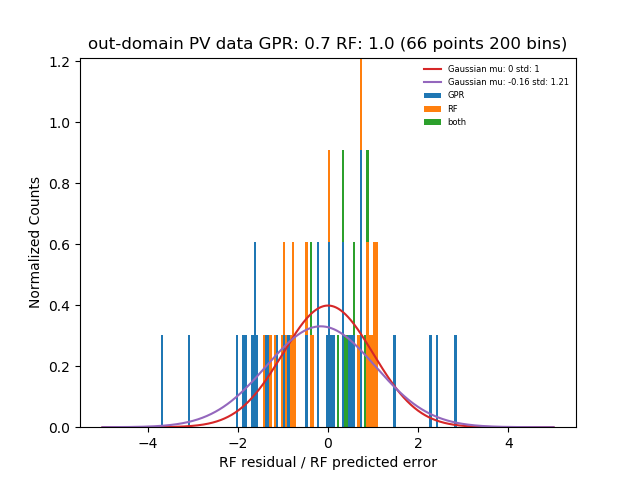 out-domain PV data GPR: 0.7 RF: 1.0 (66 points 200 bins)
Gaussian mu: 0 std: 1
Gaussian mu: -0.16 std: 1.21
GPR
RF
both
Normalized Counts
1.2
1.0
0.8
0.6
0.4
0.2
0.0
−4 −2 0 2 4
RF residual / RF predicted error